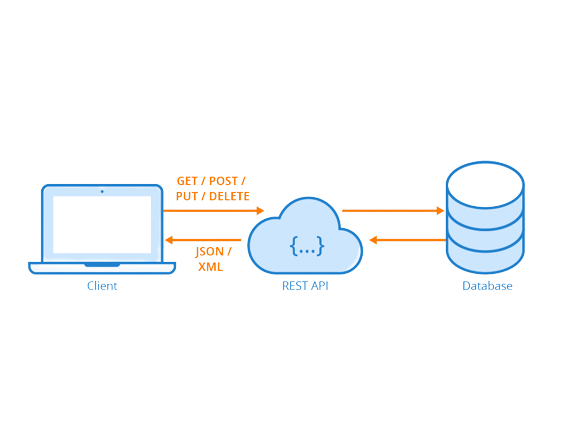 GET / POST /
PUT / DELETE
JSON /
XML
{...}
Client
REST API
Database